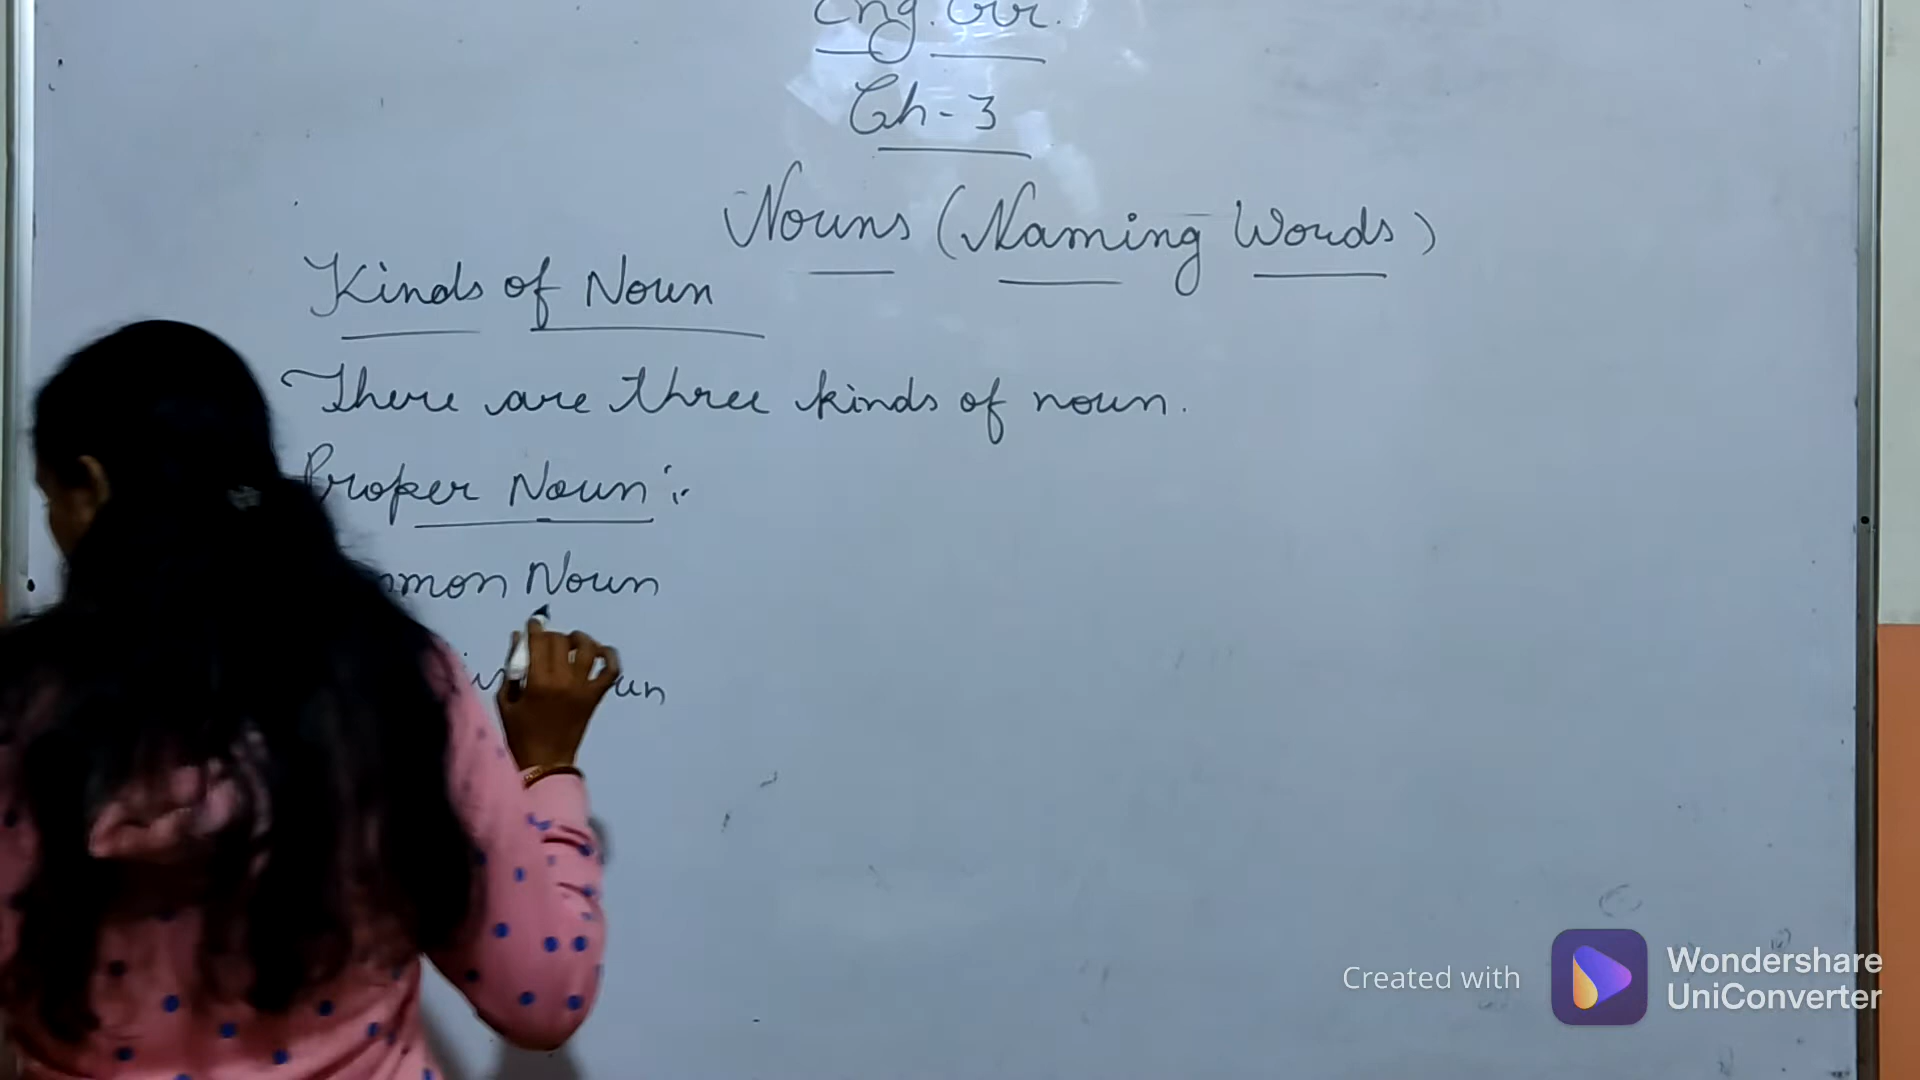 Eng. Gr.
Ch-3
Nouns (Naming Words)
Kinds of Noun
There are three kinds of noun.
Proper Noun :-
Noun
Created with Wondershare UniConverter